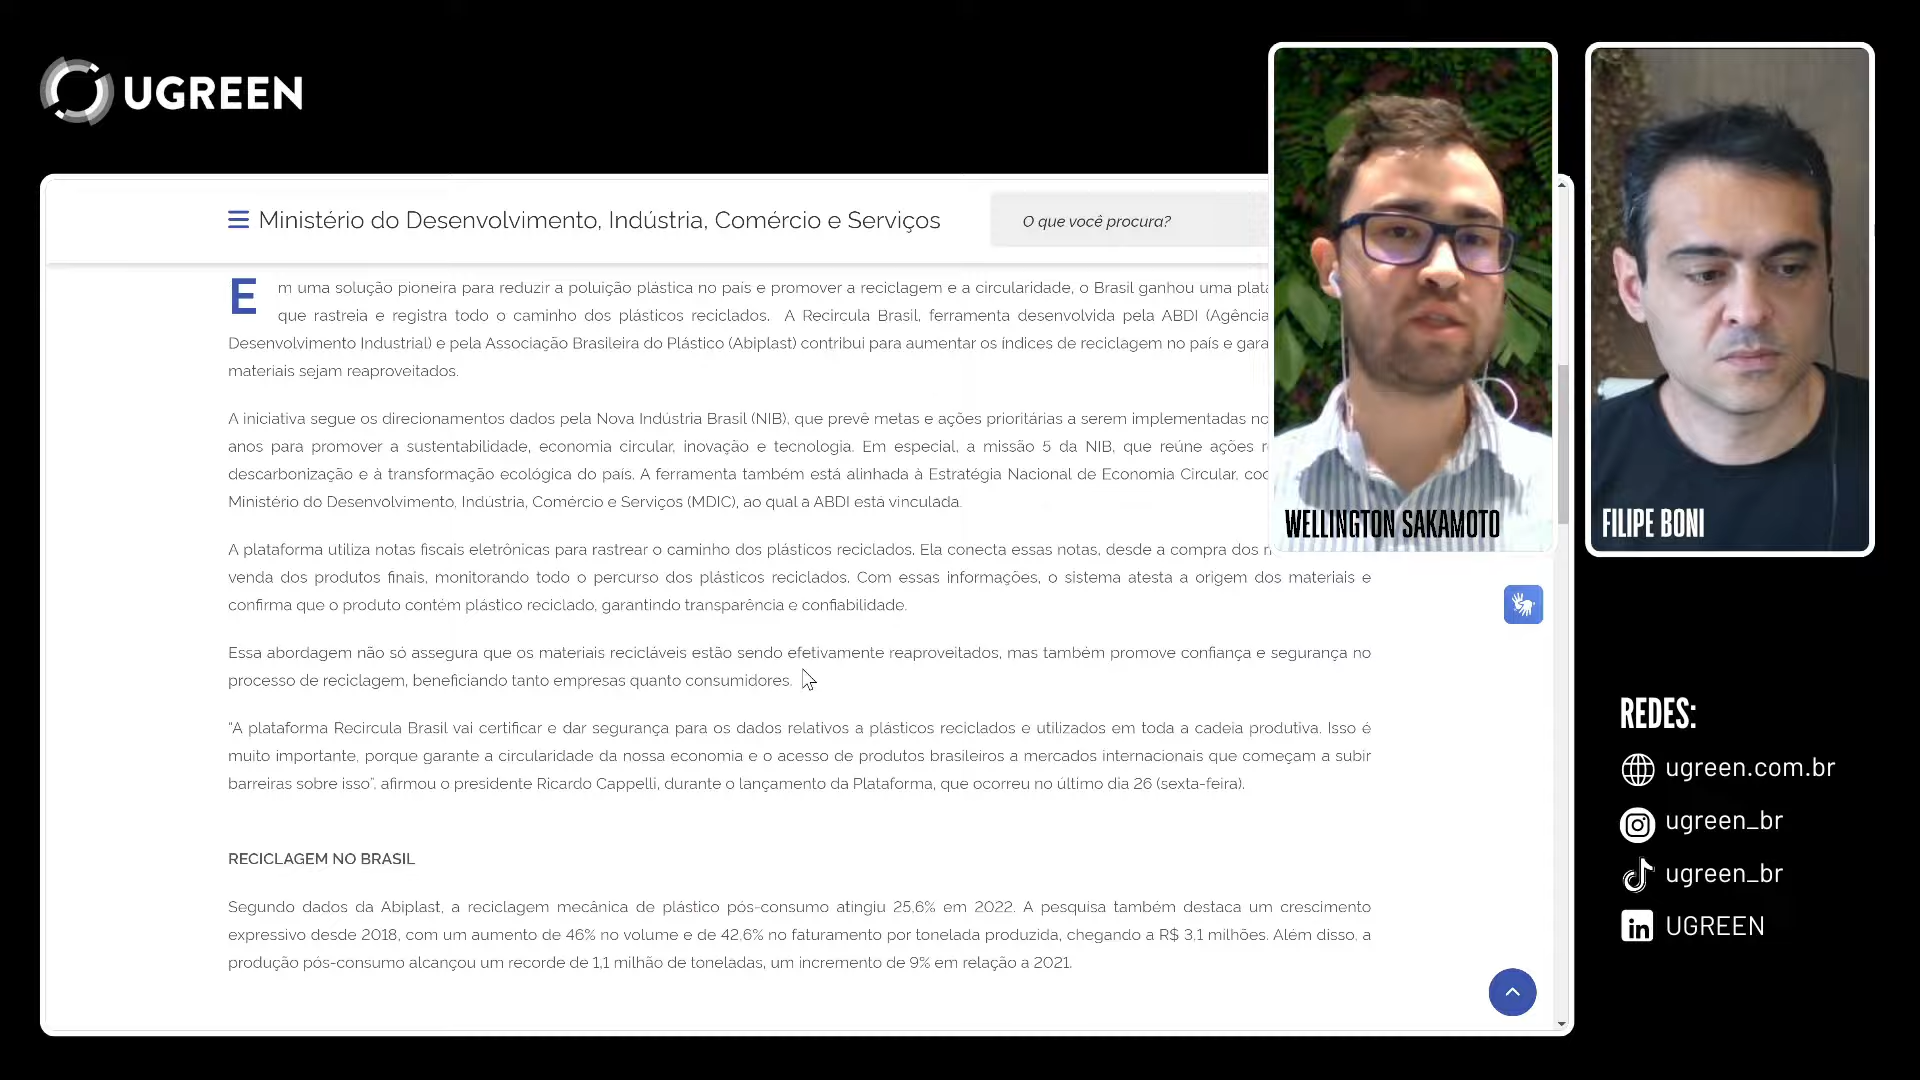 UGREEN
Ministério do Desenvolvimento, Indústria, Comércio e Serviços
O que você procura?
Em uma solução pioneira para reduzir a poluição plástica no país e promover a reciclagem e a circularidade, o Brasil ganhou uma
que rastreia e registra todo o caminho dos plásticos reciclados. A Recircula Brasil, ferramenta desenvolvida pela ABDI (Agência
Desenvolvimento Industrial) e pela Associação Brasileira do Plástico (Abiplast) contribui para aumentar os índices de reciclagem no país e
materiais sejam reaproveitados.
A iniciativa segue os direcionamentos dados pela Nova Indústria Brasil (NIB), que prevê metas e ações prioritárias a serem implementadas
anos para promover a sustentabilidade, economia circular, inovação e tecnologia. Em especial, a missão 5 da NIB, que reúne ações
descarbonização e à transformação ecológica do país. A ferramenta também está alinhada à Estratégia Nacional de Economia Circular,
Ministério do Desenvolvimento, Indústria, Comércio e Serviços (MDIC), ao qual a ABDI está vinculada.
A plataforma utiliza notas fiscais eletrônicas para rastrear o caminho dos plásticos reciclados. Ela conecta essas notas, desde a compra dos
venda dos produtos finais, monitorando todo o percurso dos plásticos reciclados. Com essas informações, o sistema atesta a origem dos materiais e
confirma que o produto contém plástico reciclado, garantindo transparência e confiabilidade.
Essa abordagem não só assegura que os materiais recicláveis estão sendo efetivamente reaproveitados, mas também promove confiança e segurança no
processo de reciclagem, beneficiando tanto empresas quanto consumidores.
“A plataforma Recircula Brasil vai certificar e dar segurança para os dados relativos a plásticos reciclados e utilizados em toda a cadeia produtiva. Isso é
muito importante, porque garante a circularidade da nossa economia e o acesso de produtos brasileiros a mercados internacionais que começam a subir
barreiras sobre isso”, afirmou o presidente Ricardo Cappelli, durante o lançamento da Plataforma, que ocorreu no último dia 26 (sexta-feira).
RECICLAGEM NO BRASIL
Segundo dados da Abiplast, a reciclagem mecânica de plástico pós-consumo atingiu 25,6% em 2022. A pesquisa também destaca um crescimento
expressivo desde 2018, com um aumento de 46% no volume e de 42,6% no faturamento por tonelada produzida, chegando a R$ 3,1 milhões. Além disso, a
produção pós-consumo alcançou um recorde de 1,1 milhão de toneladas, um incremento de 9% em relação a 2021.
WELLINGTON SAKAMOTO
FILIPE BONI
REDES:
ugreen.com.br
ugreen_br
ugreen_br
UGREEN